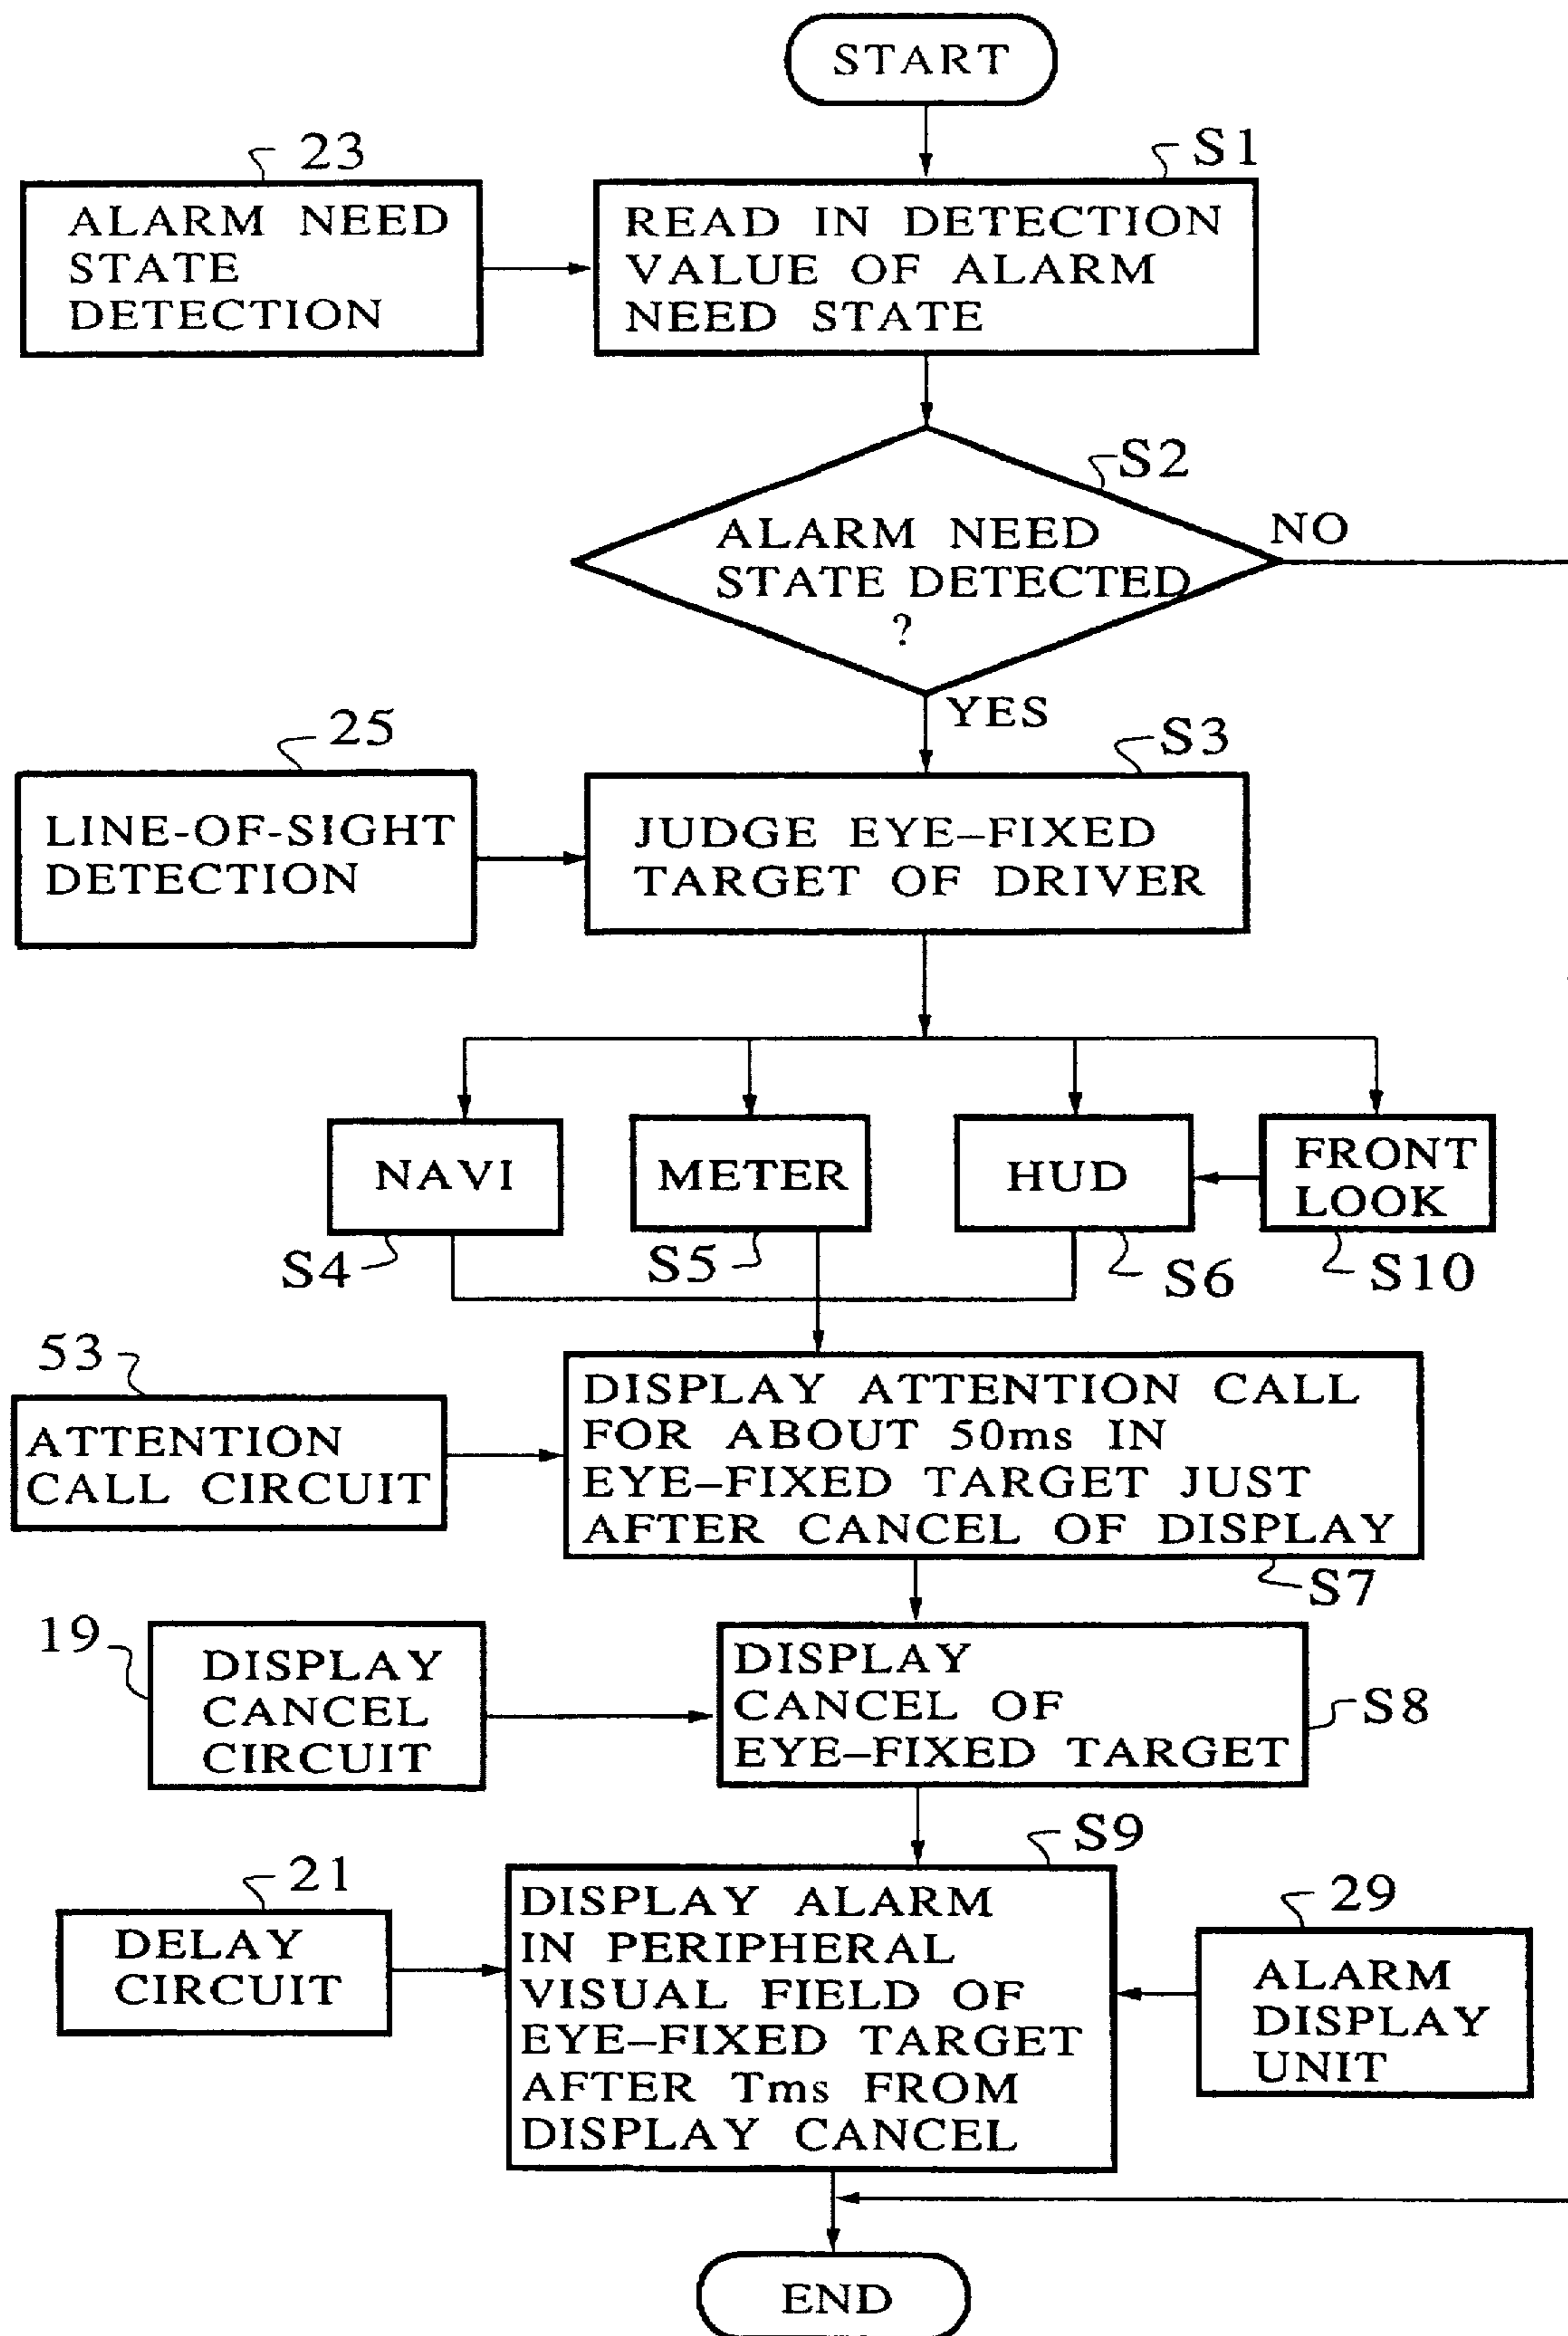 START
23
S1
ALARM NEED
STATE
DETECTION
READ IN DETECTION
VALUE OF ALARM
NEED STATE
S2
ALARM NEED
STATE DETECTED
?
NO
YES
25
S3
LINE-OF-SIGHT
DETECTION
JUDGE EYE-FIXED
TARGET OF DRIVER
NAVI
METER
HUD
FRONT
LOOK
S4
S5
S6
S10
53
ATTENTION
CALL CIRCUIT
DISPLAY ATTENTION CALL
FOR ABOUT 50ms IN
EYE-FIXED TARGET JUST
AFTER CANCEL OF DISPLAY
S7
19
DISPLAY
CANCEL
CIRCUIT
DISPLAY
CANCEL OF
EYE-FIXED TARGET
S8
S9
21
DELAY
CIRCUIT
DISPLAY ALARM
IN PERIPHERAL
VISUAL FIELD OF
EYE-FIXED TARGET
AFTER Tms FROM
DISPLAY CANCEL
29
ALARM
DISPLAY
UNIT
END